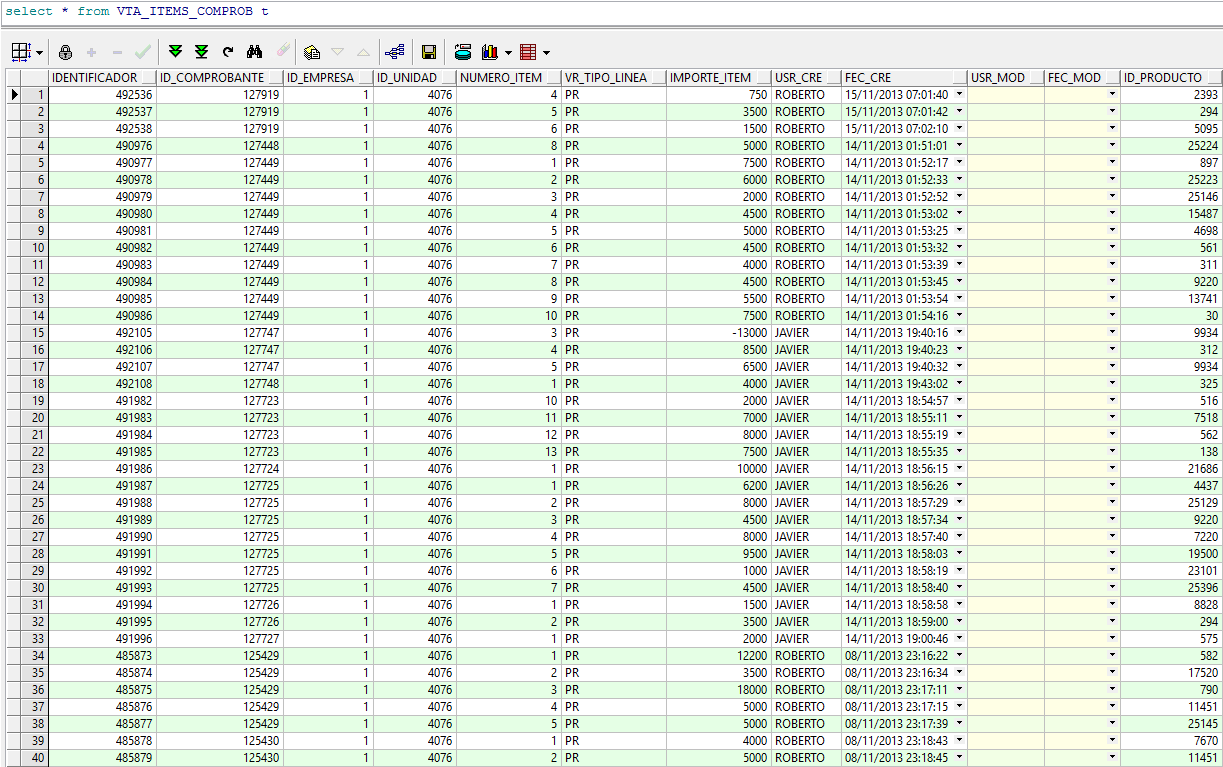 select * from VTA_ITEMS_COMPROB t
IDENTIFICADOR ID_COMPROBANTE ID_EMPRESA ID_UNIDAD NUMERO_ITEM VR_TIPO_LINEA IMPORTE_ITEM USR_CRE FEC_CRE USR_MOD FEC_MOD ID_PRODUCTO
1 492536 127919 1 4076 4 PR 750 ROBERTO 15/11/2013 07:01:40 2393
2 492537 127919 1 4076 5 PR 3500 ROBERTO 15/11/2013 07:01:42 294
3 492538 127919 1 4076 6 PR 1500 ROBERTO 15/11/2013 07:02:10 5095
4 490976 127448 1 4076 8 PR 5000 ROBERTO 14/11/2013 01:51:01 25224
5 490977 127449 1 4076 1 PR 7500 ROBERTO 14/11/2013 01:52:17 897
6 490978 127449 1 4076 2 PR 6000 ROBERTO 14/11/2013 01:52:33 25223
7 490979 127449 1 4076 3 PR 2000 ROBERTO 14/11/2013 01:52:52 25146
8 490980 127449 1 4076 4 PR 4500 ROBERTO 14/11/2013 01:53:02 15487
9 490981 127449 1 4076 5 PR 5000 ROBERTO 14/11/2013 01:53:25 4698
10 490982 127449 1 4076 6 PR 4500 ROBERTO 14/11/2013 01:53:32 561
11 490983 127449 1 4076 7 PR 4000 ROBERTO 14/11/2013 01:53:39 311
12 490984 127449 1 4076 8 PR 4500 ROBERTO 14/11/2013 01:53:45 9220
13 490985 127449 1 4076 9 PR 5500 ROBERTO 14/11/2013 01:53:54 13741
14 490986 127449 1 4076 10 PR 7500 ROBERTO 14/11/2013 01:54:16 30
15 492105 127747 1 4076 3 PR -13000 JAVIER 14/11/2013 19:40:16 9934
16 492106 127747 1 4076 4 PR 8500 JAVIER 14/11/2013 19:40:23 312
17 492107 127747 1 4076 5 PR 6500 JAVIER 14/11/2013 19:40:32 9934
18 492108 127748 1 4076 1 PR 4000 JAVIER 14/11/2013 19:43:02 325
19 491982 127723 1 4076 10 PR 2000 JAVIER 14/11/2013 18:54:57 516
20 491983 127723 1 4076 11 PR 7000 JAVIER 14/11/2013 18:55:11 7518
21 491984 127723 1 4076 12 PR 8000 JAVIER 14/11/2013 18:55:19 562
22 491985 127723 1 4076 13 PR 7500 JAVIER 14/11/2013 18:55:35 138
23 491986 127724 1 4076 1 PR 10000 JAVIER 14/11/2013 18:56:15 21686
24 491987 127725 1 4076 1 PR 6200 JAVIER 14/11/2013 18:56:26 4437
25 491988 127725 1 4076 2 PR 8000 JAVIER 14/11/2013 18:57:29 25129
26 491989 127725 1 4076 3 PR 4500 JAVIER 14/11/2013 18:57:34 9220
27 491990 127725 1 4076 4 PR 8000 JAVIER 14/11/2013 18:57:40 7220
28 491991 127725 1 4076 5 PR 9500 JAVIER 14/11/2013 18:58:03 19500
29 491992 127725 1 4076 6 PR 1000 JAVIER 14/11/2013 18:58:19 23101
30 491993 127725 1 4076 7 PR 4500 JAVIER 14/11/2013 18:58:40 25396
31 491994 127726 1 4076 1 PR 1500 JAVIER 14/11/2013 18:58:58 8828
32 491995 127726 1 4076 2 PR 3500 JAVIER 14/11/2013 18:59:00 294
33 491996 127727 1 4076 1 PR 2000 JAVIER 14/11/2013 19:00:46 575
34 485873 125429 1 4076 1 PR 12200 ROBERTO 08/11/2013 23:16:22 582
35 485874 125429 1 4076 2 PR 3500 ROBERTO 08/11/2013 23:16:34 17520
36 485875 125429 1 4076 3 PR 18000 ROBERTO 08/11/2013 23:17:11 790
37 485876 125429 1 4076 4 PR 5000 ROBERTO 08/11/2013 23:17:15 11451
38 485877 125429 1 4076 5 PR 5000 ROBERTO 08/11/2013 23:17:39 25145
39 485878 125430 1 4076 1 PR 4000 ROBERTO 08/11/2013 23:18:43 7670
40 485879 125430 1 4076 2 PR 5000 ROBERTO 08/11/2013 23:18:45 11451